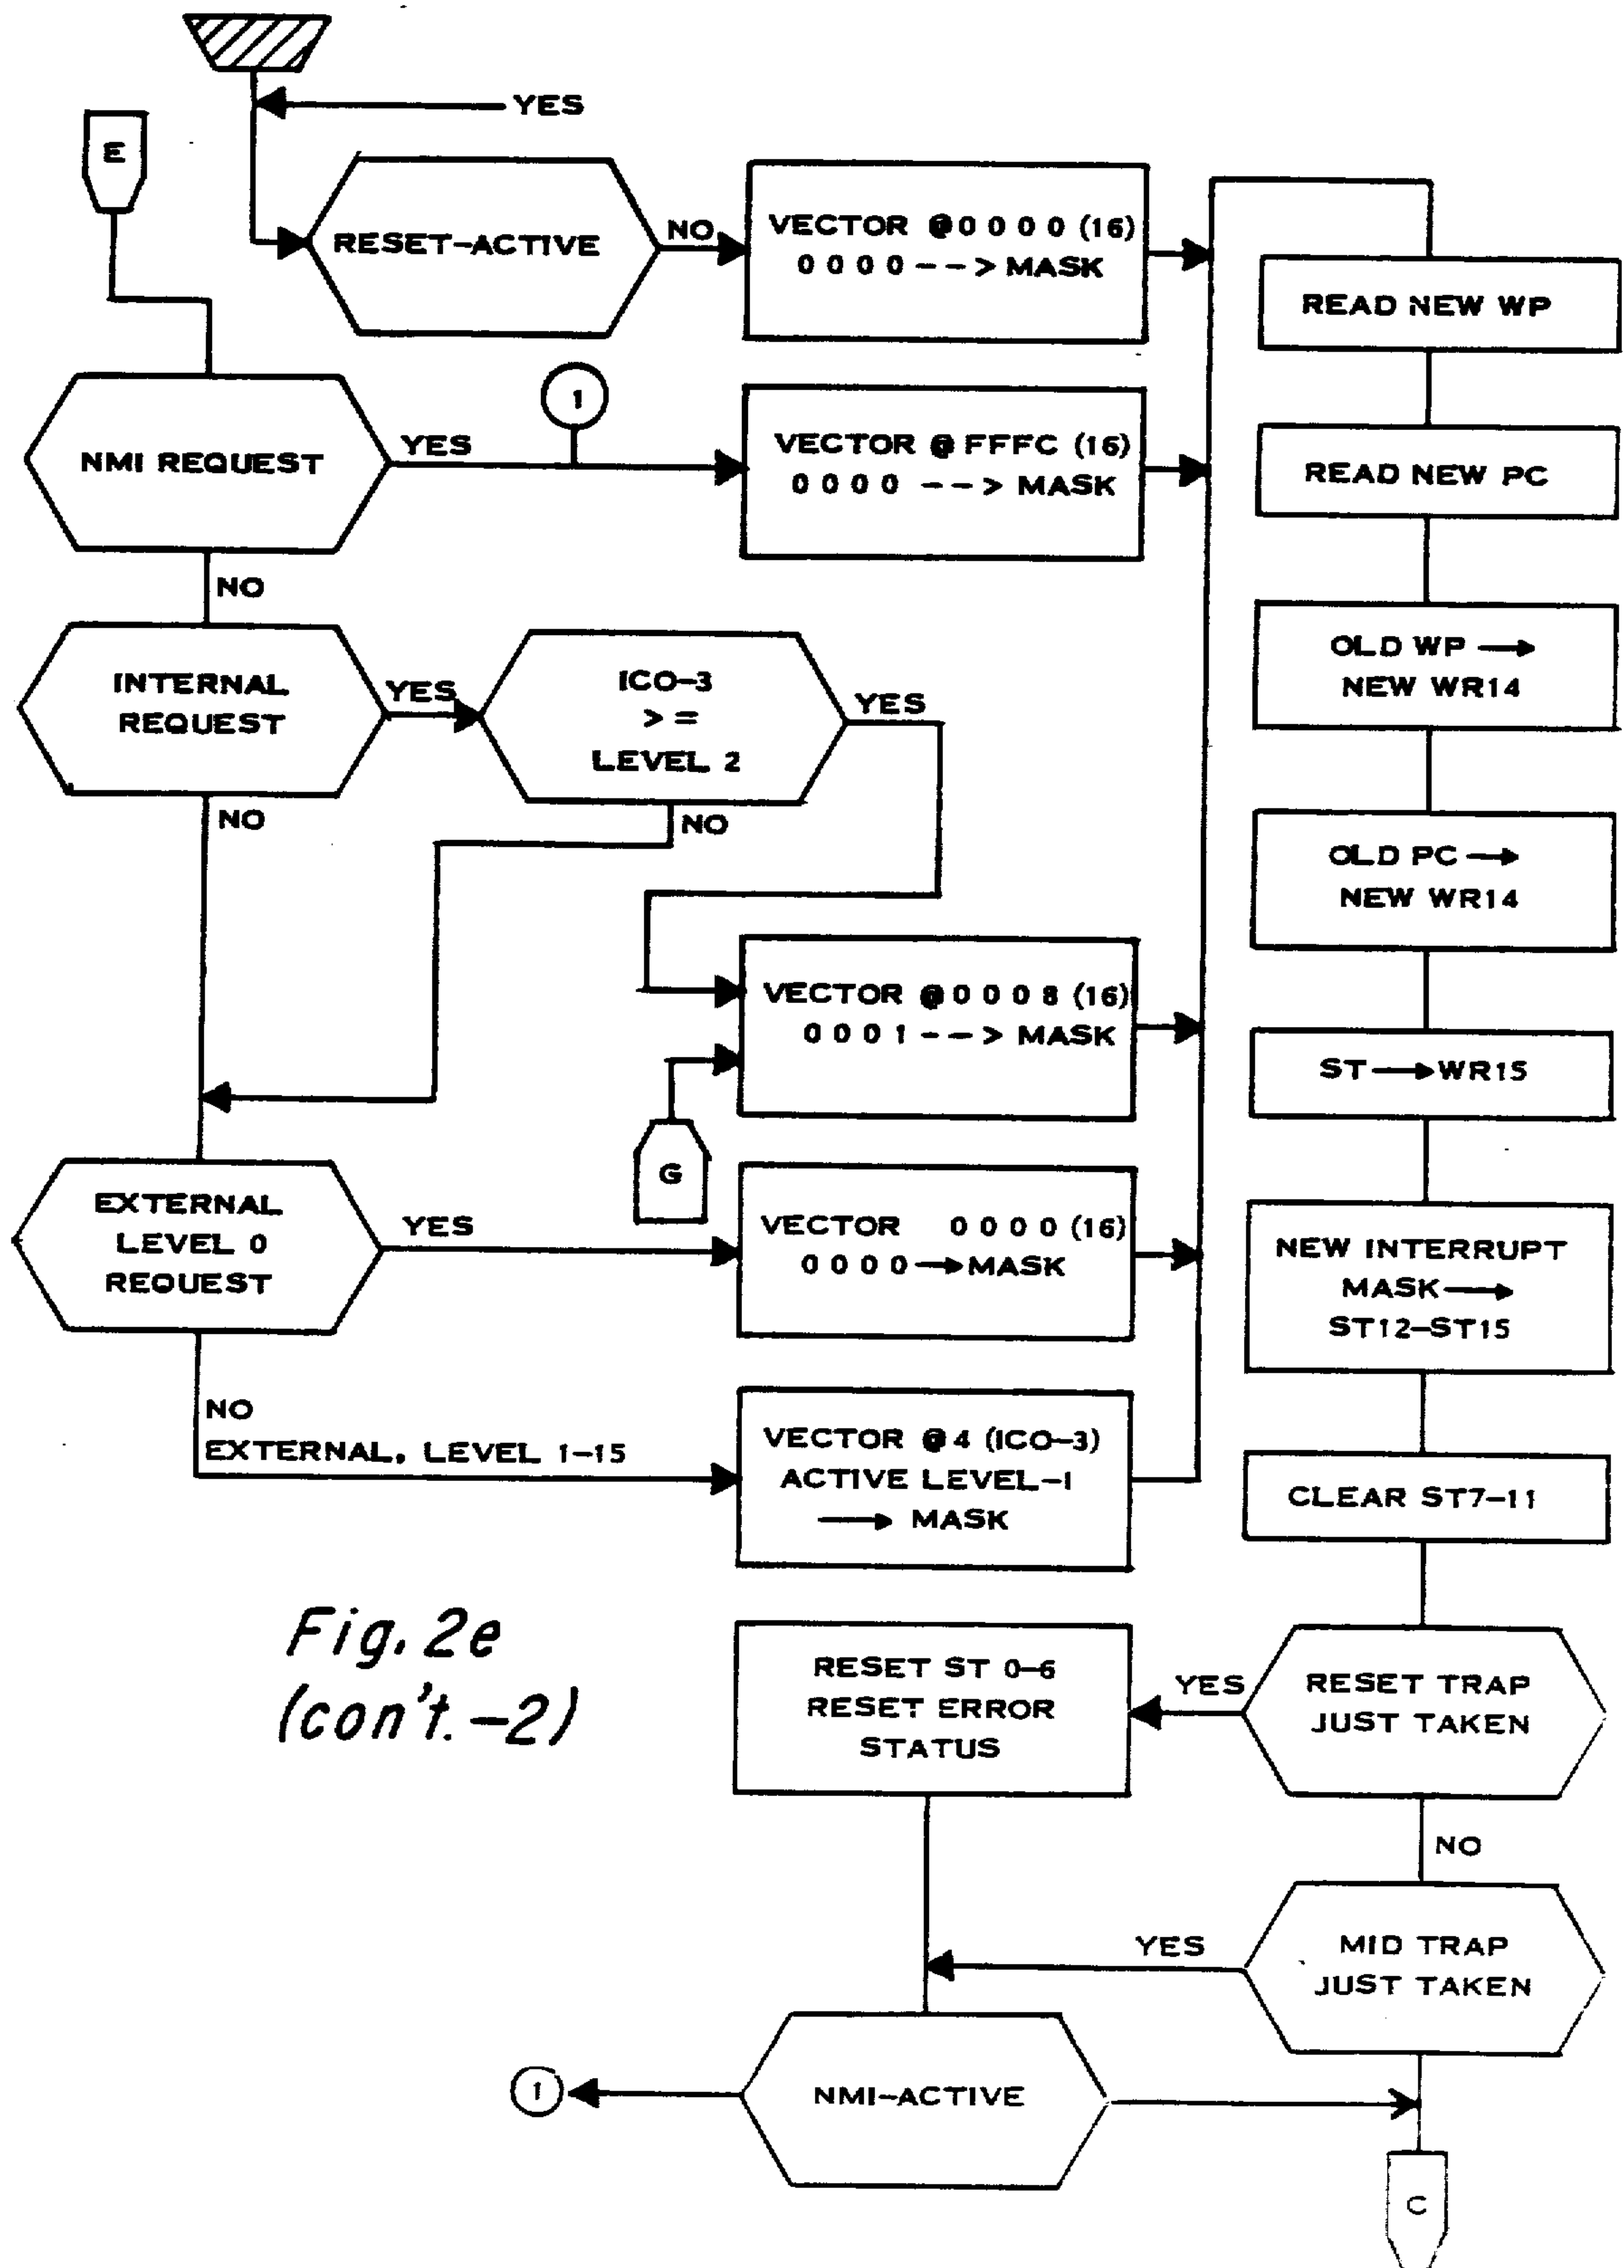 YES
E
RESET-ACTIVE
NO
VECTOR @0000 (16)
0000--> MASK
READ NEW WP
1
NMI REQUEST
YES
VECTOR @ FFFC (16)
0000 --> MASK
READ NEW PC
NO
INTERNAL
REQUEST
YES
ICO-3
>=
LEVEL 2
YES
OLD WP →
NEW WR14
NO
NO
OLD PC →
NEW WR14
VECTOR @0008 (16)
0001--> MASK
ST→WR15
G
EXTERNAL
LEVEL 0
REQUEST
YES
VECTOR 0000 (16)
0000→MASK
NEW INTERRUPT
MASK→
ST12-ST15
NO
EXTERNAL, LEVEL 1-15
VECTOR @4 (ICO-3)
ACTIVE LEVEL-1
→ MASK
CLEAR ST7-11
Fig. 2e
(con't.-2)
RESET ST 0-6
RESET ERROR
STATUS
YES
RESET TRAP
JUST TAKEN
NO
YES
MID TRAP
JUST TAKEN
1
NMI-ACTIVE
C